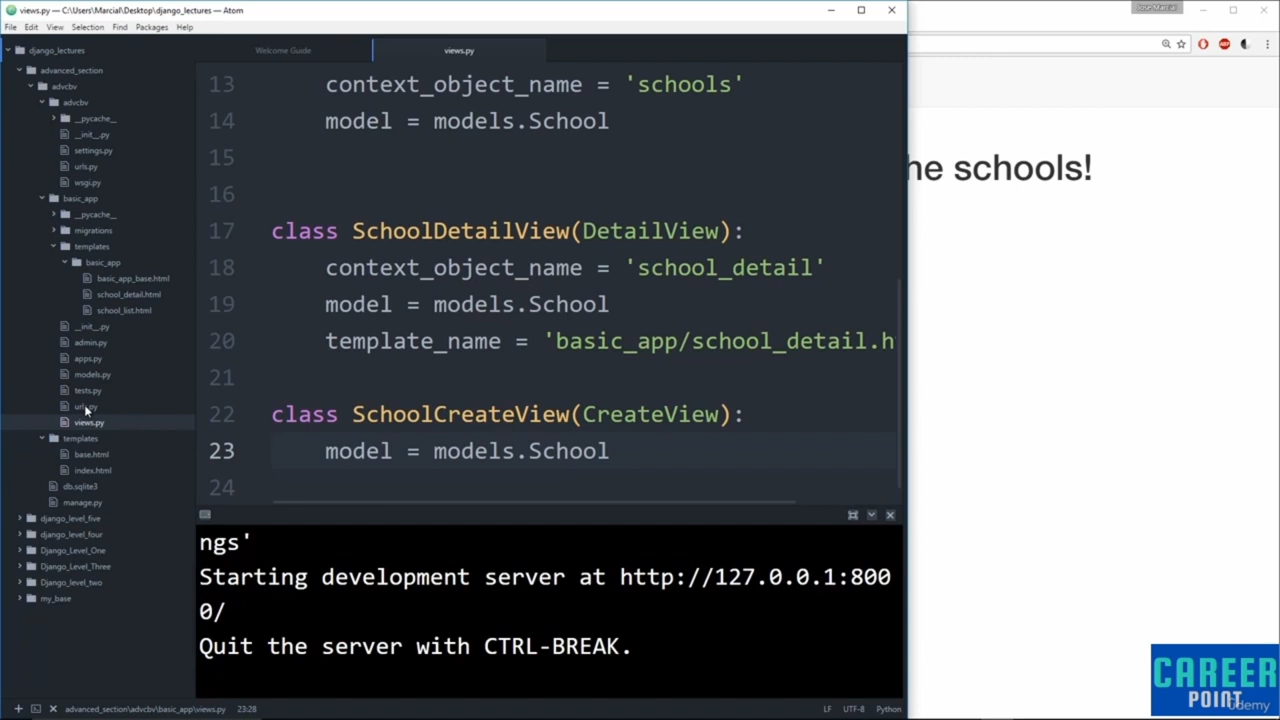 views.py — C:\Users\Marcial\Desktop\django_lectures — Atom
Jose Marcial
File Edit View Selection Find Packages Help
django_lectures
advanced_section
advcbv
advcbv
__pycache__
__init__.py
settings.py
urls.py
wsgi.py
basic_app
__pycache__
migrations
templates
basic_app
basic_app_base.html
school_detail.html
school_list.html
__init__.py
admin.py
apps.py
models.py
tests.py
urls.py
views.py
templates
base.html
index.html
db.sqlite3
manage.py
django_level_five
django_level_four
Django_Level_One
Django_Level_Three
Django_level_two
my_base
Welcome Guide
views.py
13 context_object_name = 'schools'
14 model = models.School
15
16
17 class SchoolDetailView(DetailView):
18 context_object_name = 'school_detail'
19 model = models.School
20 template_name = 'basic_app/school_detail.h
21
22 class SchoolCreateView(CreateView):
23 model = models.School
24
ngs'
Starting development server at http://127.0.0.1:800
0/
Quit the server with CTRL-BREAK.
advanced_section\advcbv\basic_app\views.py 23:28
LF UTF-8 Python
ABP
he schools!
CAREER
POINT
Udemy